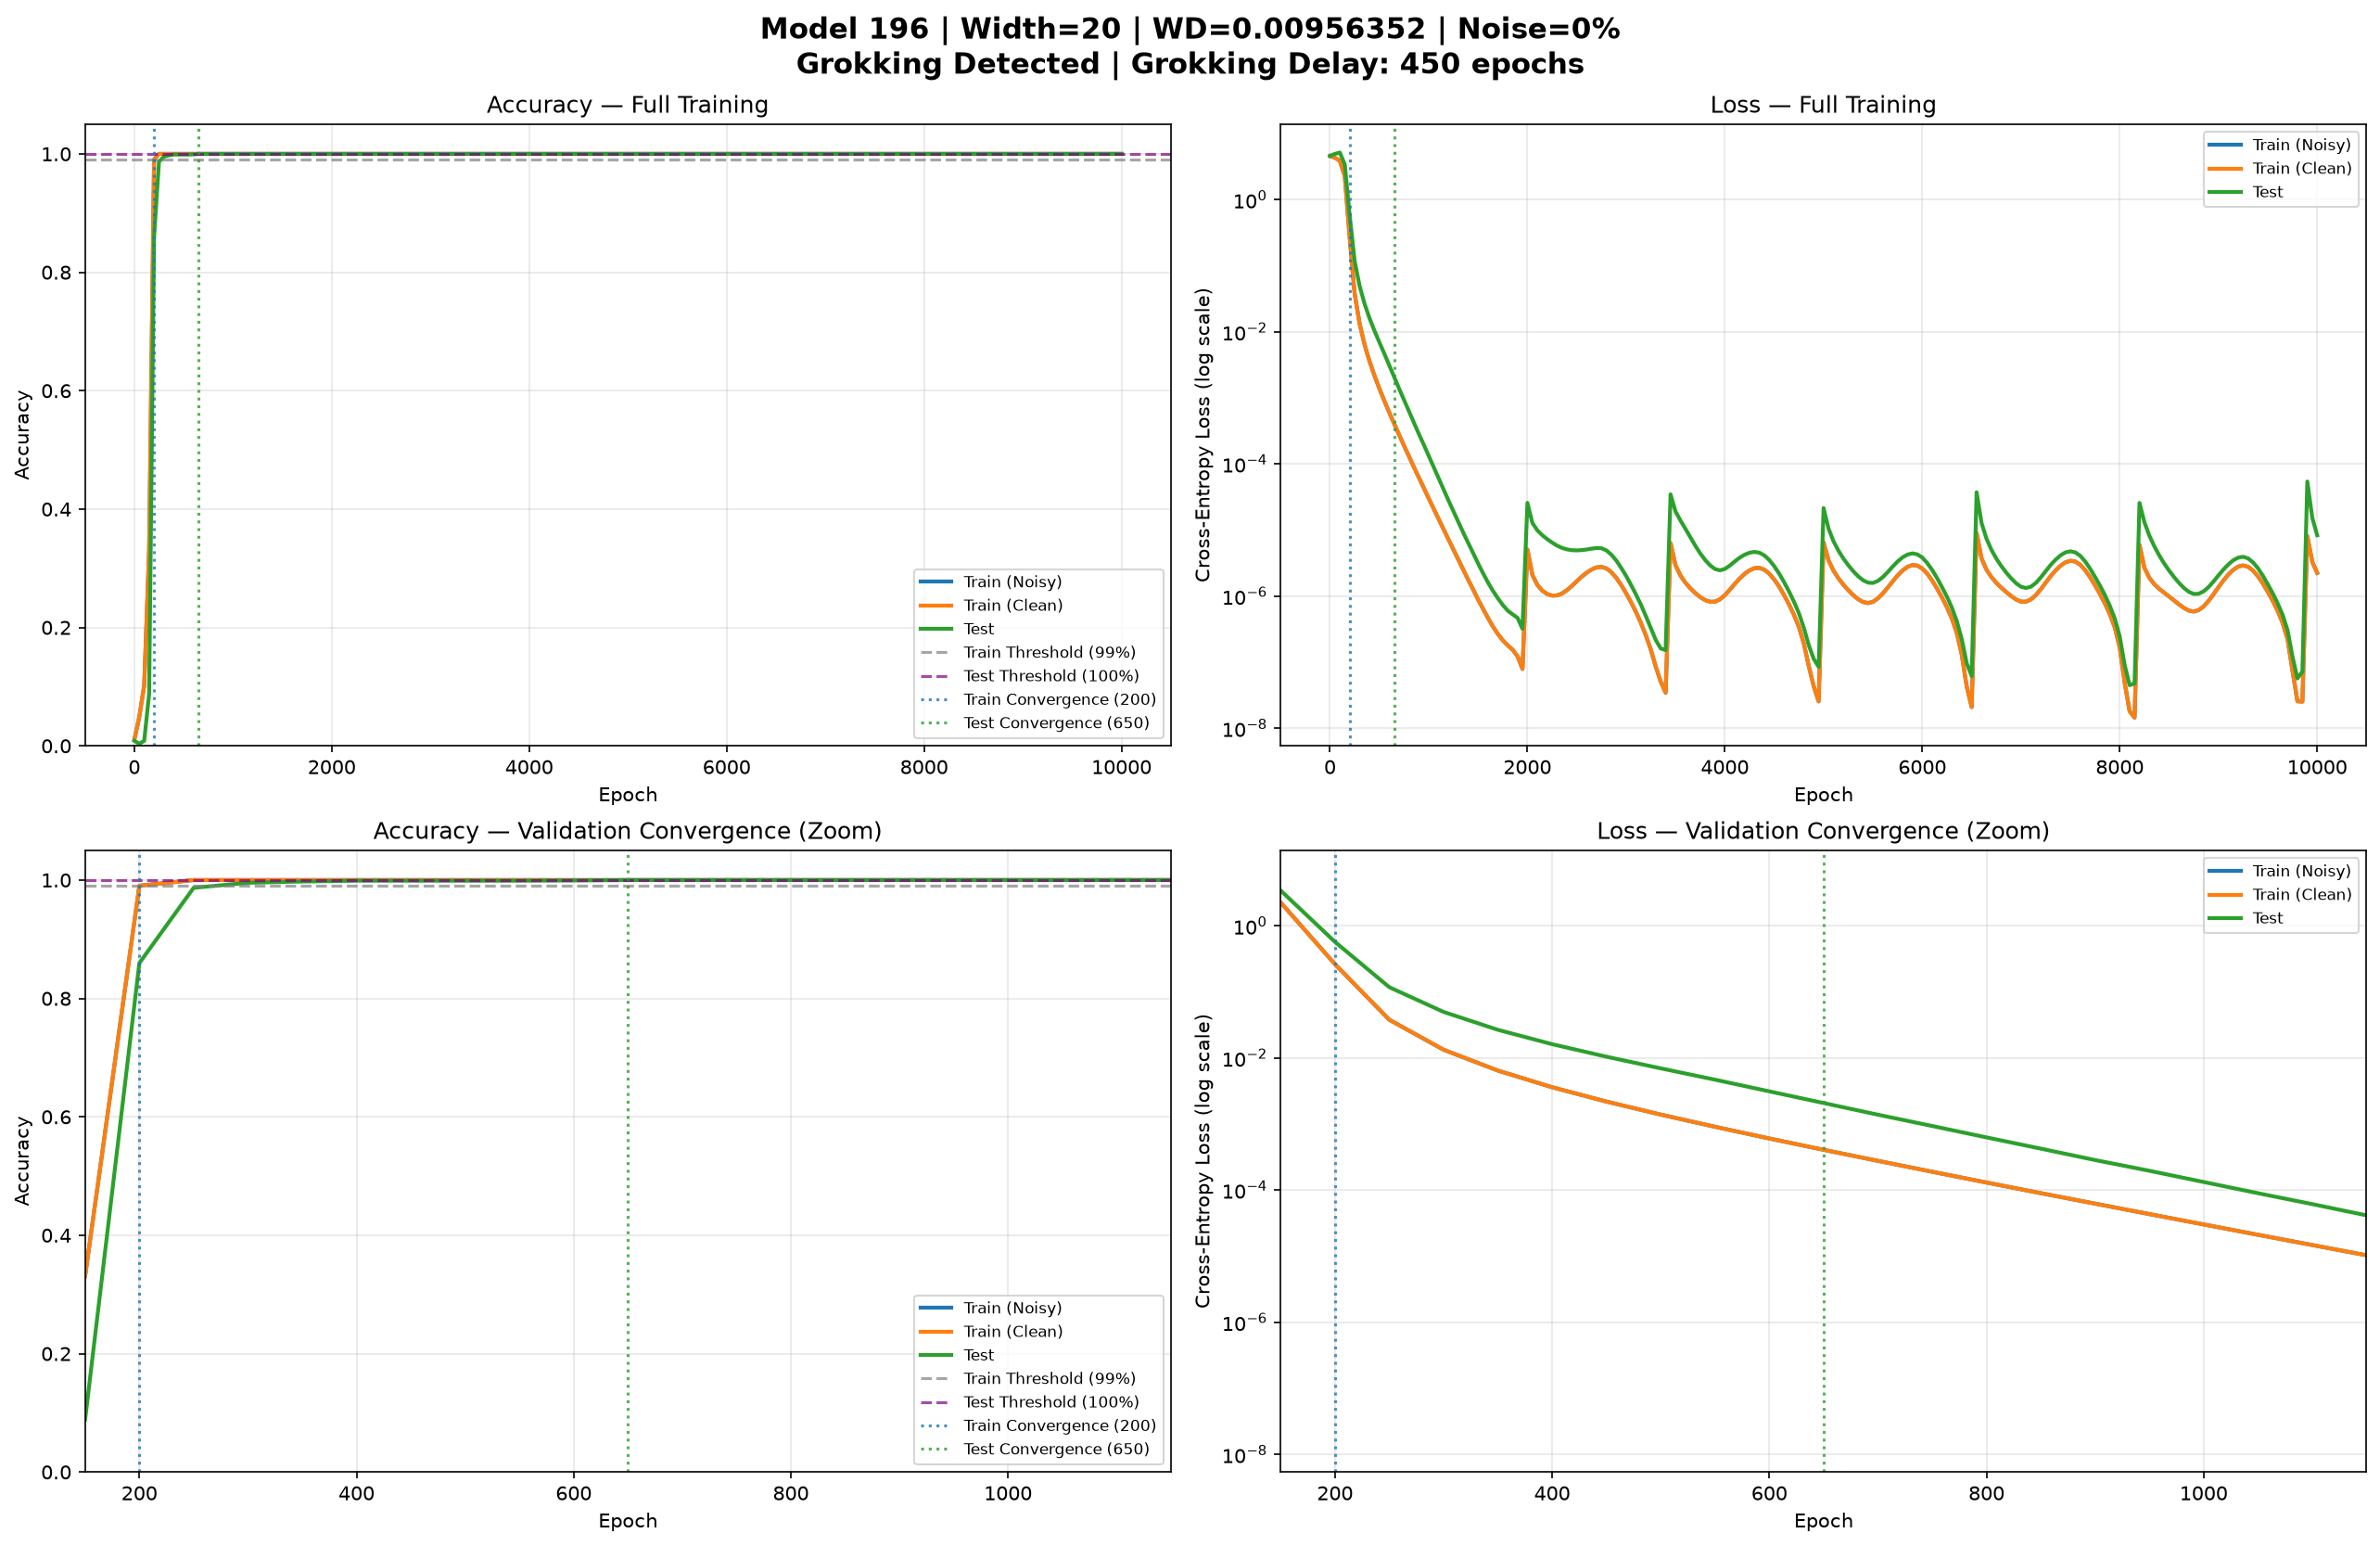 Model 196 | Width=20 | WD=0.00956352 | Noise=0%
Grokking Detected | Grokking Delay: 450 epochs
Accuracy — Full Training
Accuracy
1.0
0.8
0.6
0.4
0.2
0.0
Train (Noisy)
Train (Clean)
Test
Train Threshold (99%)
Test Threshold (100%)
Train Convergence (200)
Test Convergence (650)
0 2000 4000 6000 8000 10000
Epoch
Loss — Full Training
Cross-Entropy Loss (log scale)
10⁰
10⁻²
10⁻⁴
10⁻⁶
10⁻⁸
Train (Noisy)
Train (Clean)
Test
0 2000 4000 6000 8000 10000
Epoch
Accuracy — Validation Convergence (Zoom)
Accuracy
1.0
0.8
0.6
0.4
0.2
0.0
Train (Noisy)
Train (Clean)
Test
Train Threshold (99%)
Test Threshold (100%)
Train Convergence (200)
Test Convergence (650)
200 400 600 800 1000
Epoch
Loss — Validation Convergence (Zoom)
Cross-Entropy Loss (log scale)
10⁰
10⁻²
10⁻⁴
10⁻⁶
10⁻⁸
Train (Noisy)
Train (Clean)
Test
200 400 600 800 1000
Epoch